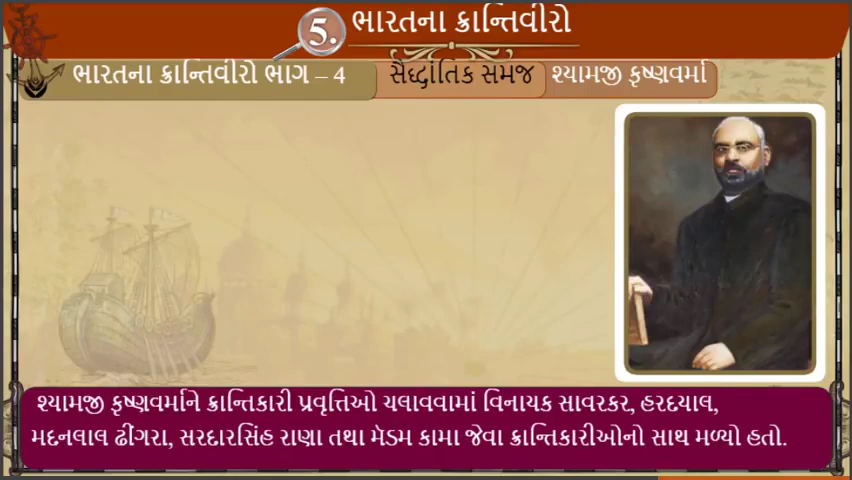 5. ભારતના ક્રાન્તિવીરો
ભારતના ક્રાન્તિવીરો ભાગ – 4 સૈદ્ધાંતિક સમજ શ્યામજી કૃષ્ણવર્મા
શ્યામજી કૃષ્ણવર્માને ક્રાન્તિકારી પ્રવૃત્તિઓ ચલાવવામાં વિનાયક સાવરકર, હરદયાલ,
મદનલાલ ઢીંગરા, સરદારસિંહ રાણા તથા મૅડમ કામા જેવા ક્રાન્તિકારીઓનો સાથ મળ્યો હતો.